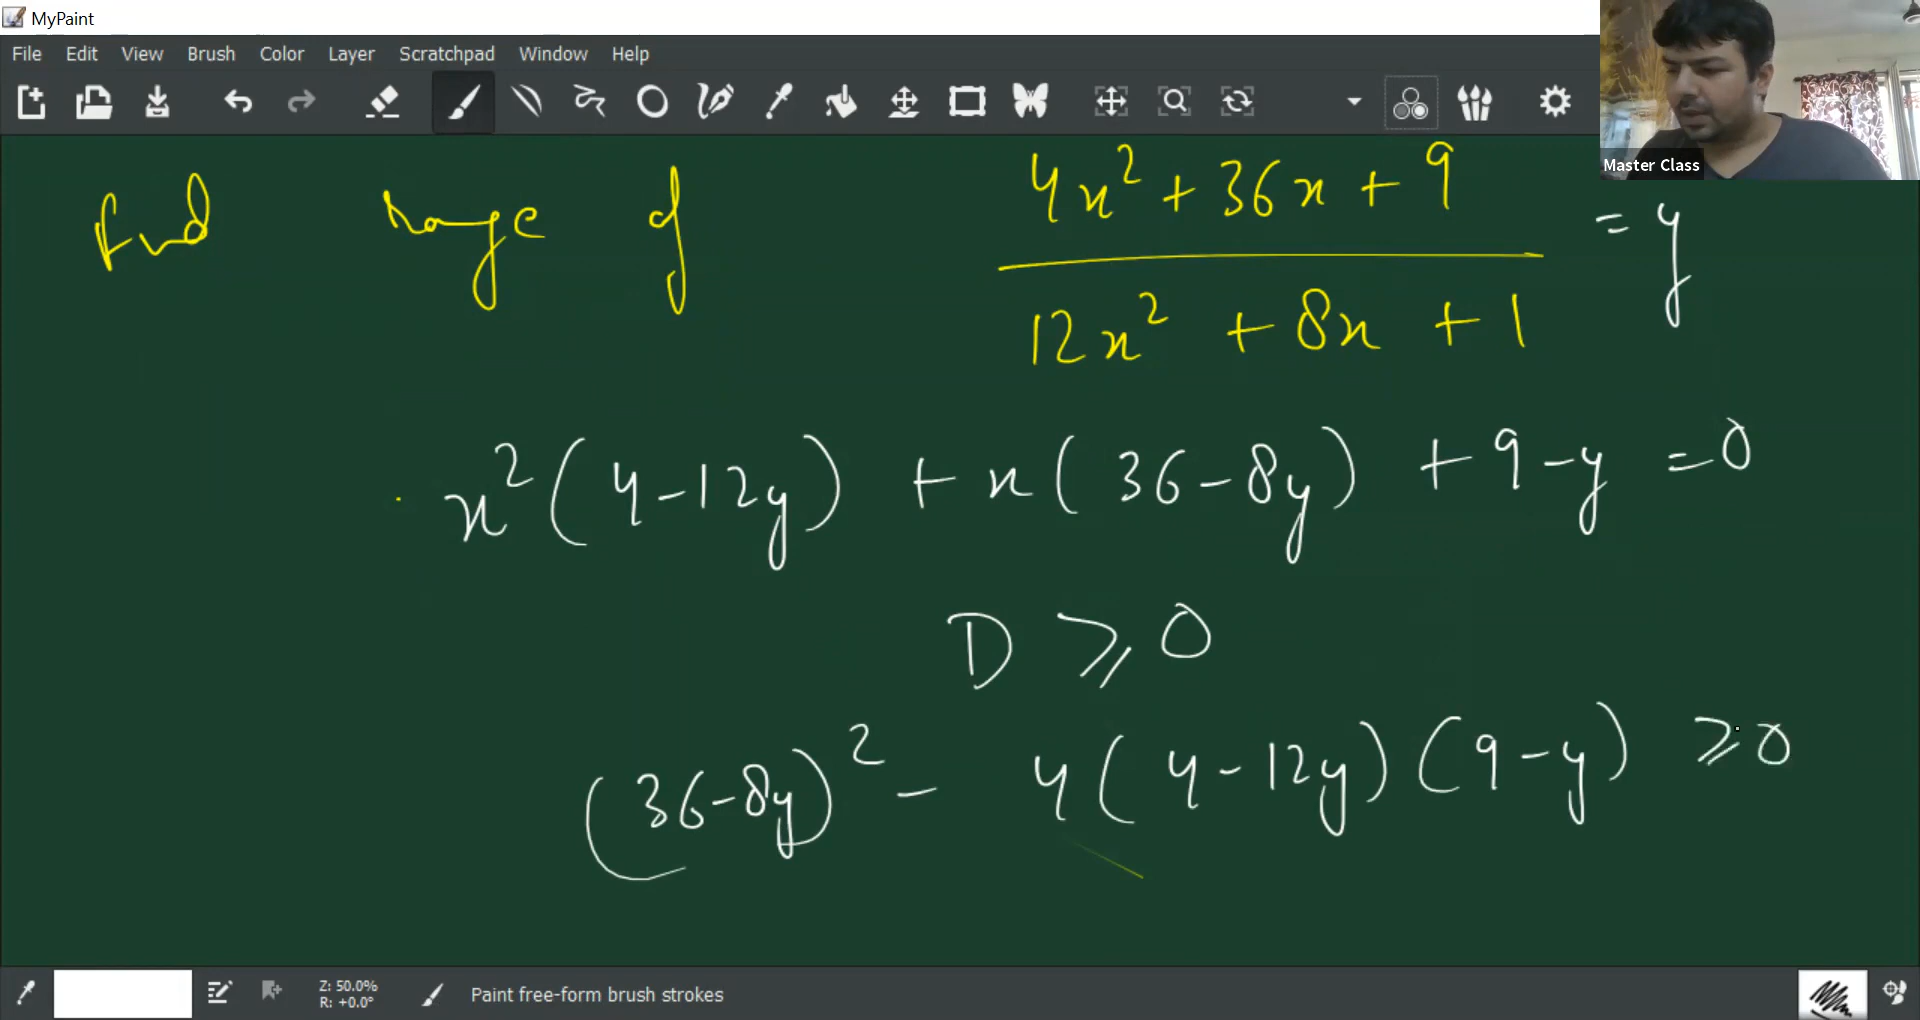 MyPaint
File Edit View Brush Color Layer Scratchpad Window Help
Master Class
find range of (4x² + 36x + 9)/(12x² + 8x + 1) = y
x²(4-12y) + x(36-8y) + 9-y = 0
D ⩾ 0
(36-8y)² - 4(4-12y)(9-y) ⩾ 0
Z: 50.0%
R: +0.0°
Paint free-form brush strokes